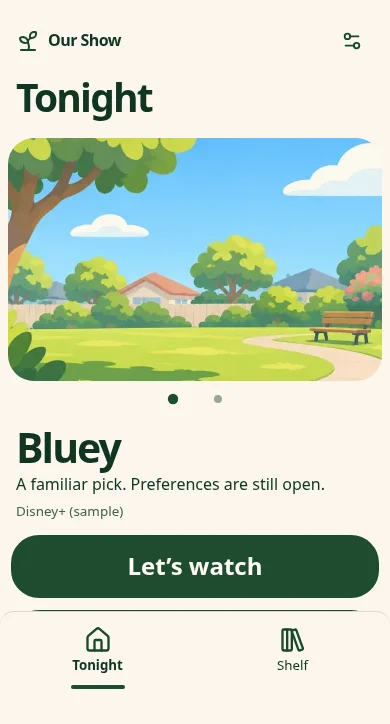 Our Show
Tonight
Bluey
A familiar pick. Preferences are still open.
Disney+ (sample)
Let’s watch
Tonight
Shelf